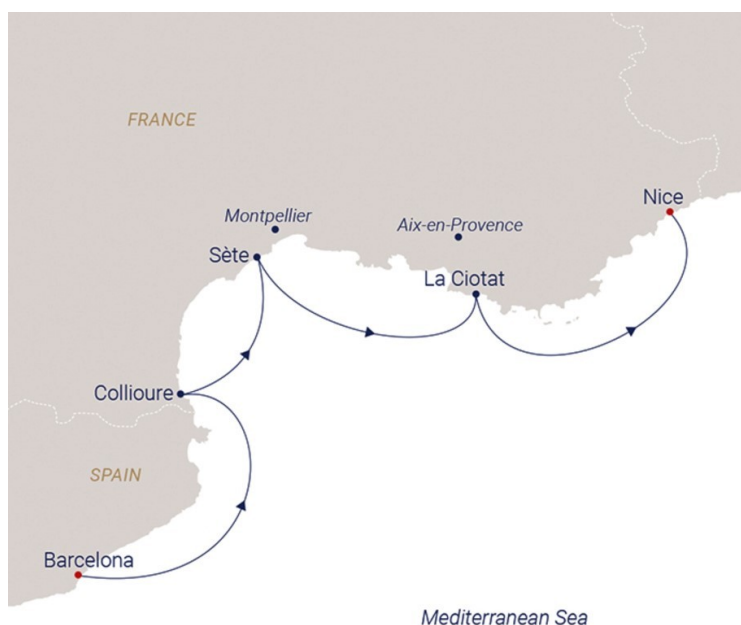 FRANCE
Nice
Montpellier
Aix-en-Provence
Sète
La Ciotat
Collioure
SPAIN
Barcelona
Mediterranean Sea